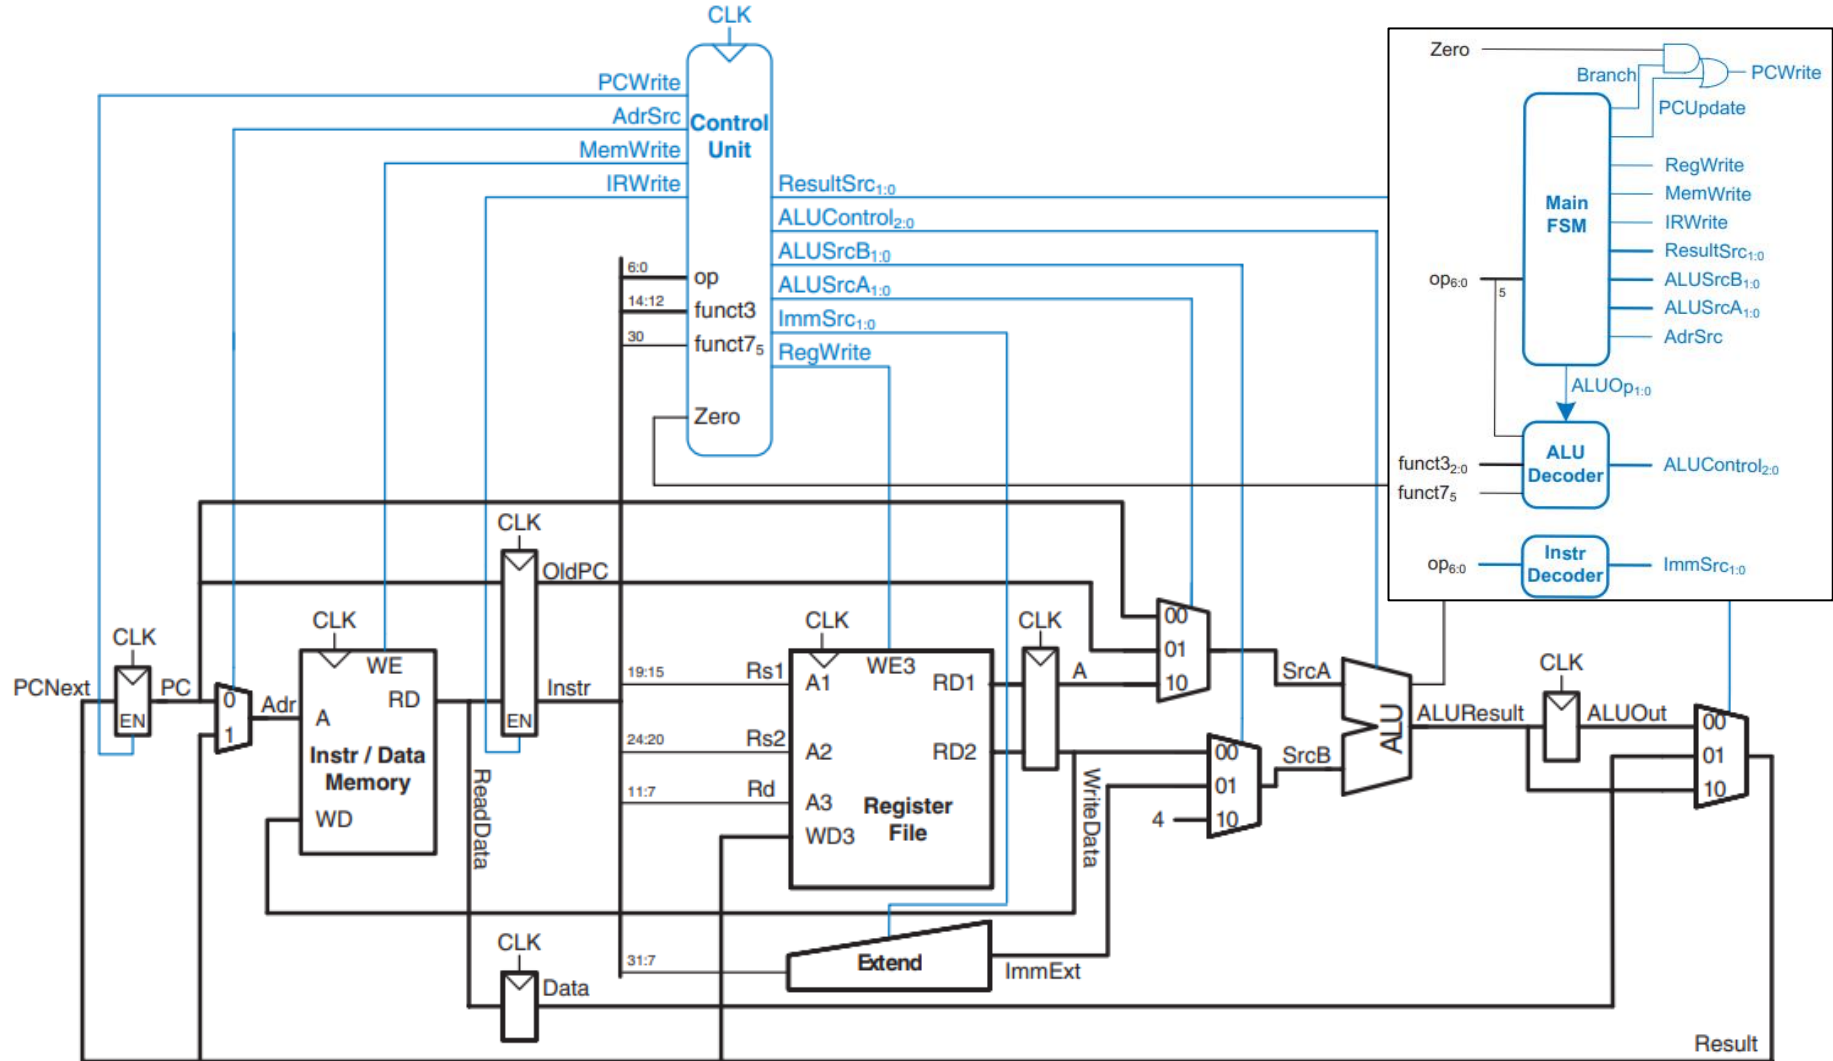 CLK
PCWrite
AdrSrc
MemWrite
IRWrite
Control
Unit
ResultSrc1:0
ALUControl2:0
ALUSrcB1:0
ALUSrcA1:0
ImmSrc1:0
RegWrite
6:0
op
14:12
funct3
30
funct75
Zero
Zero
Branch
PCWrite
PCUpdate
RegWrite
MemWrite
IRWrite
ResultSrc1:0
ALUSrcB1:0
ALUSrcA1:0
AdrSrc
Main
FSM
op6:0
5
ALUOp1:0
ALU
Decoder
funct32:0
funct75
ALUControl2:0
op6:0
Instr
Decoder
ImmSrc1:0
CLK
OldPC
CLK
PCNext
EN
PC
0
1
Adr
CLK
WE
RD
A
Instr / Data
Memory
WD
ReadData
EN
Instr
19:15
Rs1
24:20
Rs2
11:7
Rd
31:7
CLK
WE3
A1
RD1
A2
RD2
A3
WD3
Register
File
CLK
A
WriteData
00
01
10
SrcA
00
01
10
4
SrcB
ALU
ALUResult
CLK
ALUOut
00
01
10
Extend
ImmExt
CLK
Data
Result